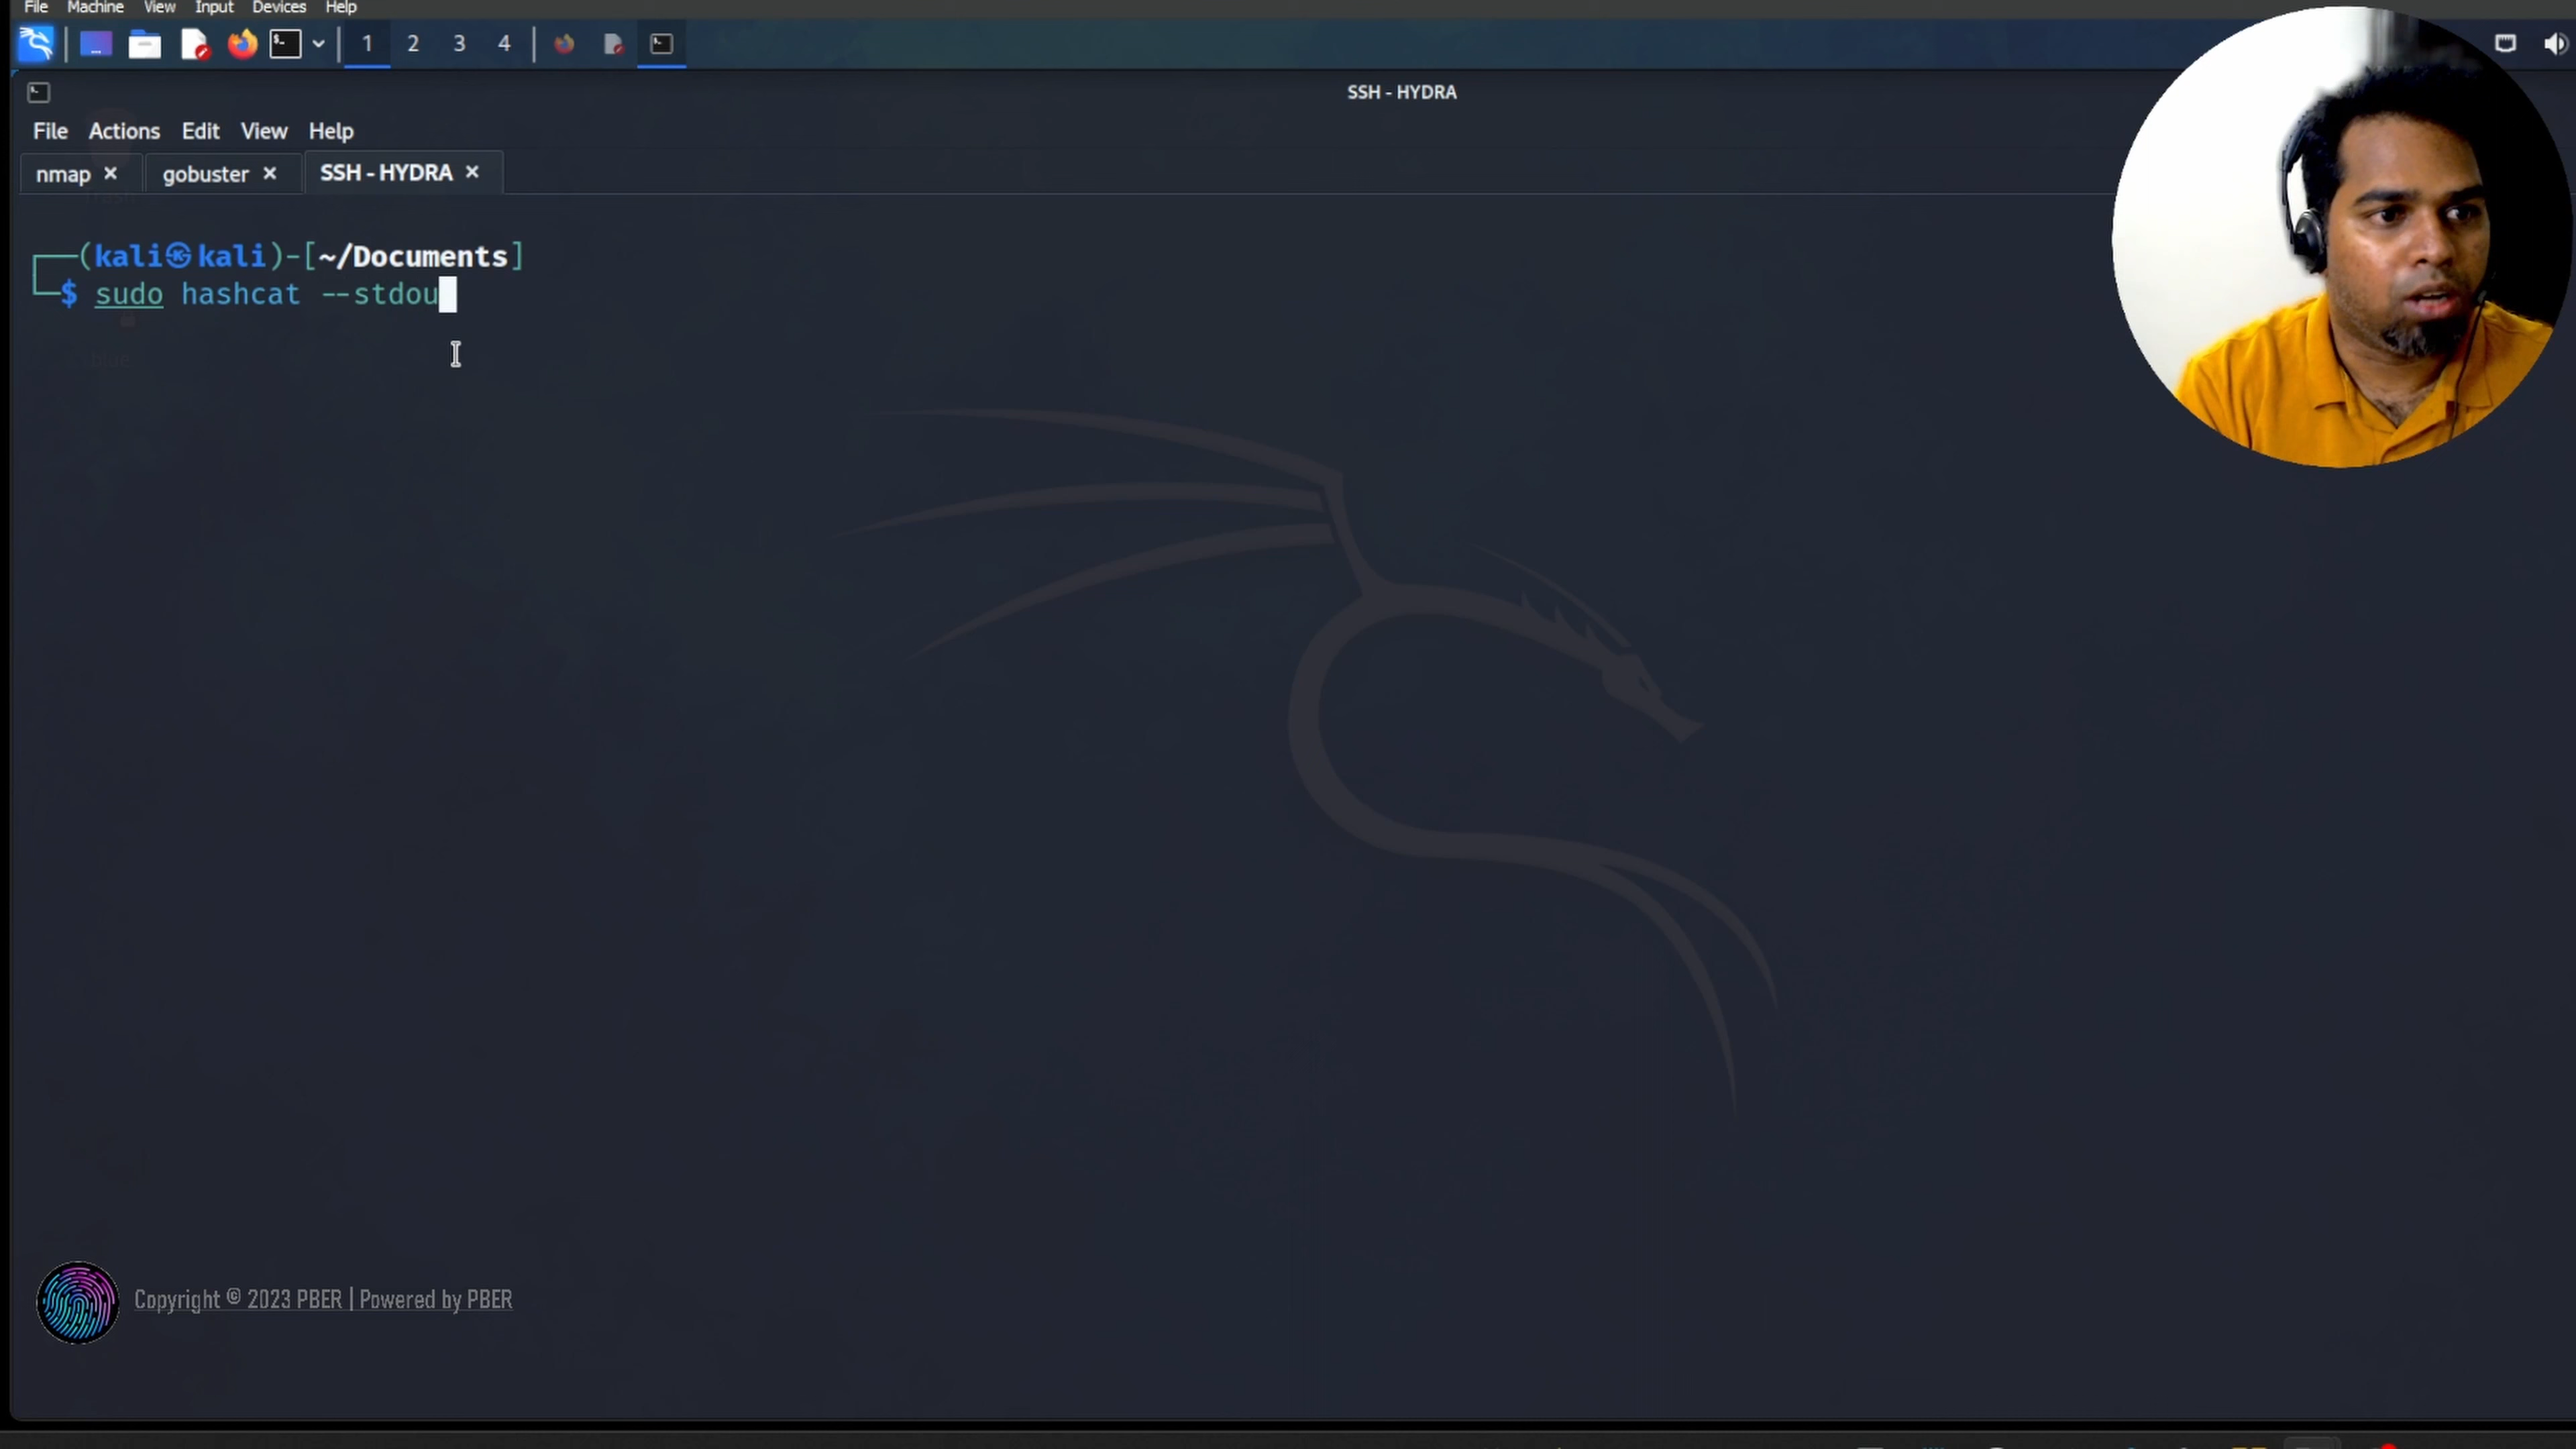 File Machine View Input Devices Help
1 2 3 4
SSH - HYDRA
File Actions Edit View Help
nmap × gobuster × SSH - HYDRA ×
┌──(kali㉿kali)-[~/Documents]
└─$ sudo hashcat --stdou
Copyright © 2023 PBER | Powered by PBER